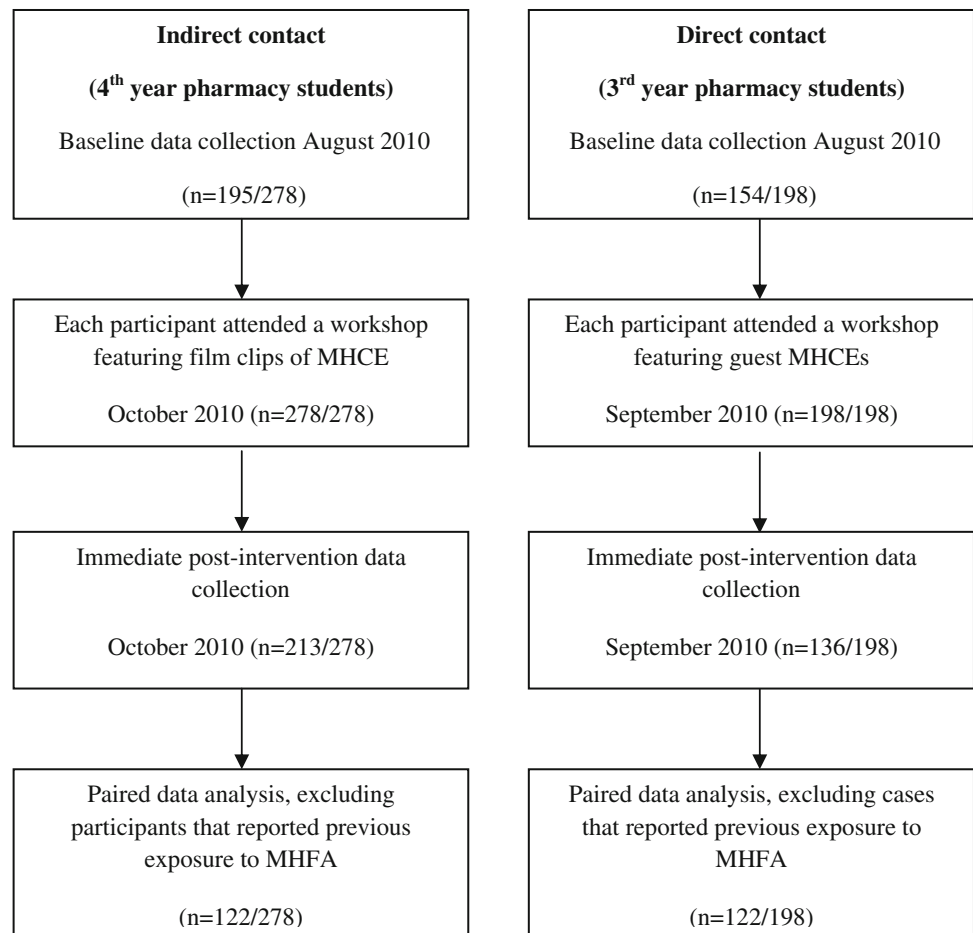 Indirect contact
(4th year pharmacy students)
Baseline data collection August 2010
(n=195/278)
Each participant attended a workshop
featuring film clips of MHCE
October 2010 (n=278/278)
Immediate post-intervention data
collection
October 2010 (n=213/278)
Paired data analysis, excluding
participants that reported previous
exposure to MHFA
(n=122/278)
Direct contact
(3rd year pharmacy students)
Baseline data collection August 2010
(n=154/198)
Each participant attended a workshop
featuring guest MHCEs
September 2010 (n=198/198)
Immediate post-intervention data
collection
September 2010 (n=136/198)
Paired data analysis, excluding cases
that reported previous exposure to
MHFA
(n=122/198)